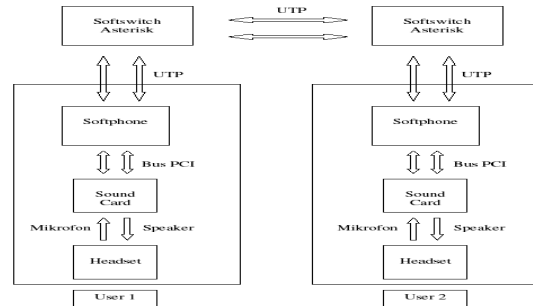 UTP
Softswitch
Asterisk
Softswitch
Asterisk
UTP
UTP
Softphone
Softphone
Bus PCI
Bus PCI
Sound
Card
Sound
Card
Mikrofon
Speaker
Mikrofon
Speaker
Headset
Headset
User 1
User 2